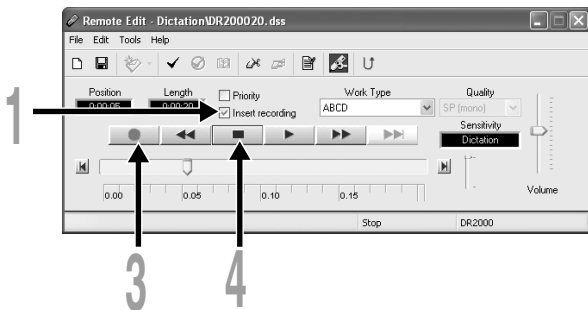 Remote Edit - Dictation\DR200020.dss
File Edit Tools Help
Position Length Priority Work Type Quality
0:00:05 0:00:20 Insert recording ABCD SP (mono)
Sensitivity
Dictation
0.00 0.05 0.10 0.15 Volume
Stop DR2000
1
3 4